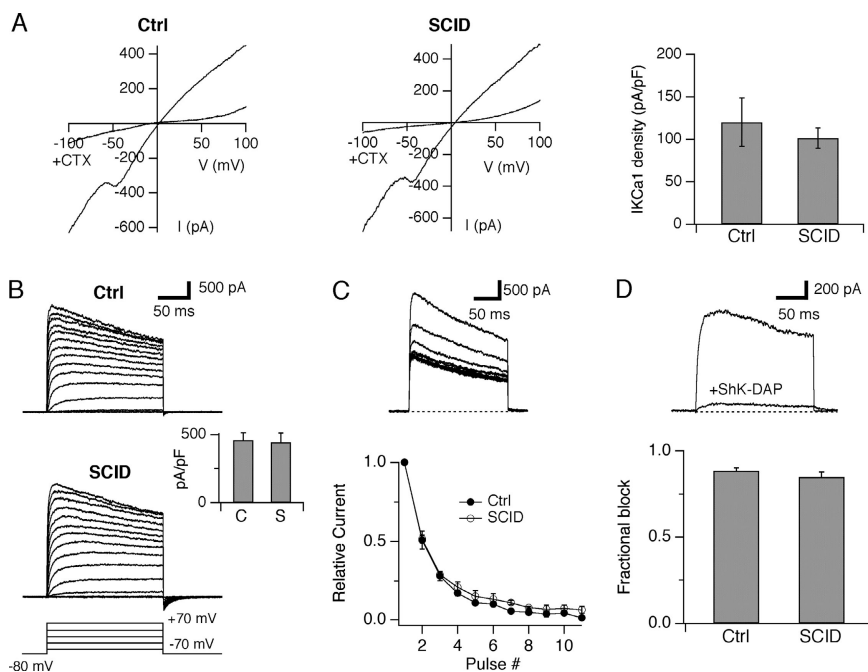 A
Ctrl
400
200
-100
-50
50
100
+CTX
-200
V (mV)
-400
-600
I (pA)
SCID
400
200
-100
-50
50
100
+CTX
-200
V (mV)
-400
-600
I (pA)
IKCa1 density (pA/pF)
200
150
100
50
0
Ctrl
SCID
B
Ctrl
500 pA
50 ms
pA/pF
500
0
C
S
SCID
+70 mV
-70 mV
-80 mV
C
500 pA
50 ms
Relative Current
1.0
0.5
0.0
Ctrl
SCID
2
4
6
8
10
Pulse #
D
200 pA
50 ms
+ShK-DAP
Fractional block
1.0
0.5
0.0
Ctrl
SCID